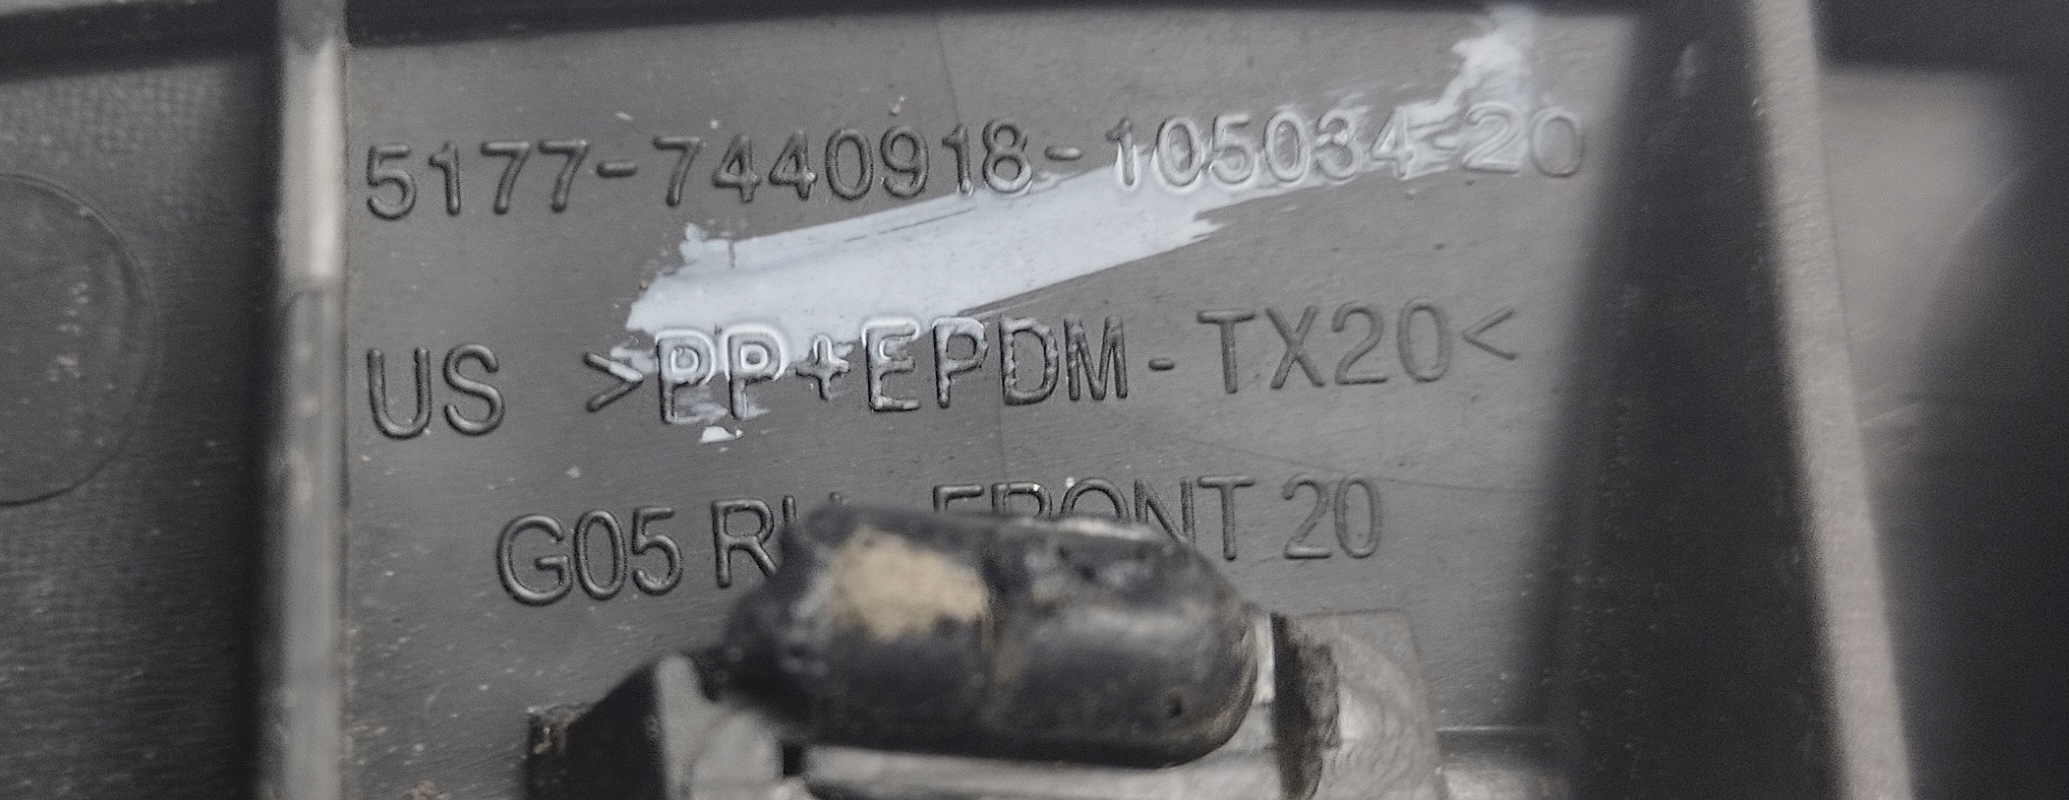 5177-7440918-105034-20
US >PP+EPDM-TX20<
G05 FRONT 20